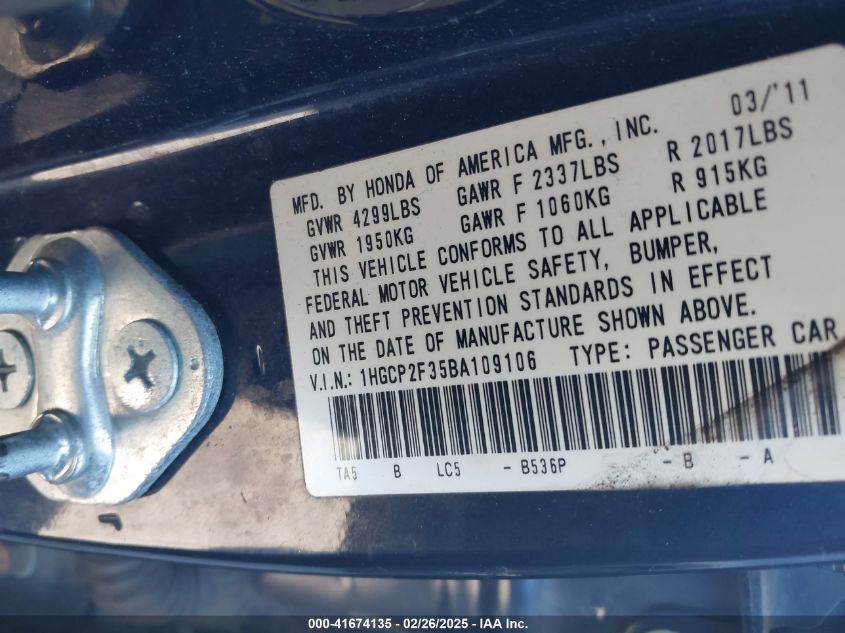 03/'11
MFD. BY HONDA OF AMERICA MFG., INC.
GVWR 4299LBS GAWR F 2337LBS R 2017LBS
GVWR 1950KG GAWR F 1060KG R 915KG
THIS VEHICLE CONFORMS TO ALL APPLICABLE
FEDERAL MOTOR VEHICLE SAFETY, BUMPER,
AND THEFT PREVENTION STANDARDS IN EFFECT
ON THE DATE OF MANUFACTURE SHOWN ABOVE.
V.I.N.: 1HGCP2F35BA109106 TYPE: PASSENGER CAR
TA5 B LC5 - B536P - B - A
000-41674135 - 02/26/2025 - IAA Inc.